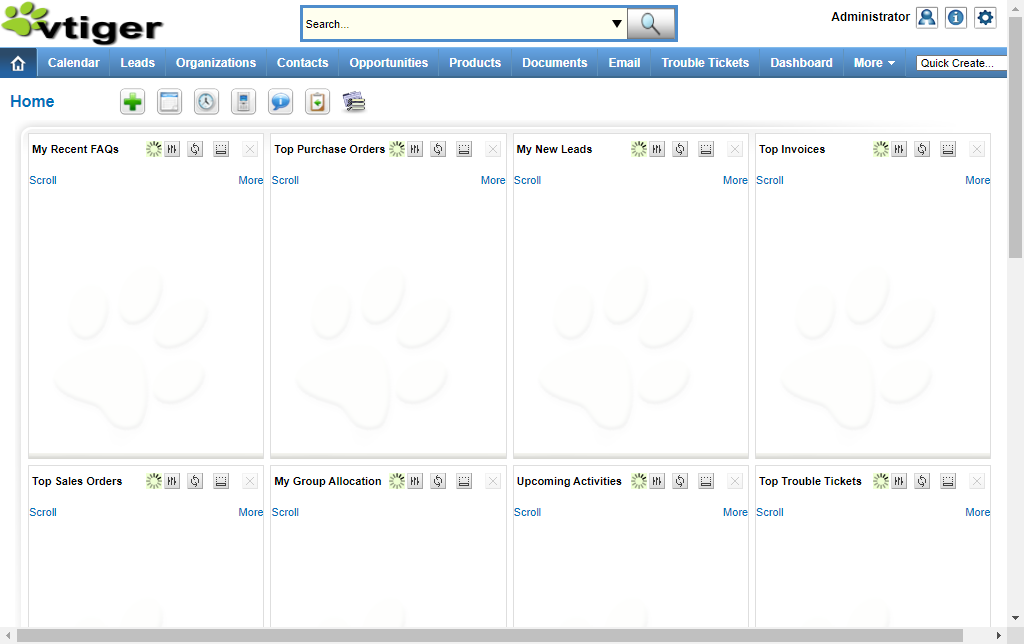 vtiger
Search...
Administrator
Calendar Leads Organizations Contacts Opportunities Products Documents Email Trouble Tickets Dashboard More Quick Create...
Home
My Recent FAQs Top Purchase Orders My New Leads Top Invoices
Scroll More Scroll More Scroll More Scroll More
Top Sales Orders My Group Allocation Upcoming Activities Top Trouble Tickets
Scroll More Scroll Scroll More Scroll More